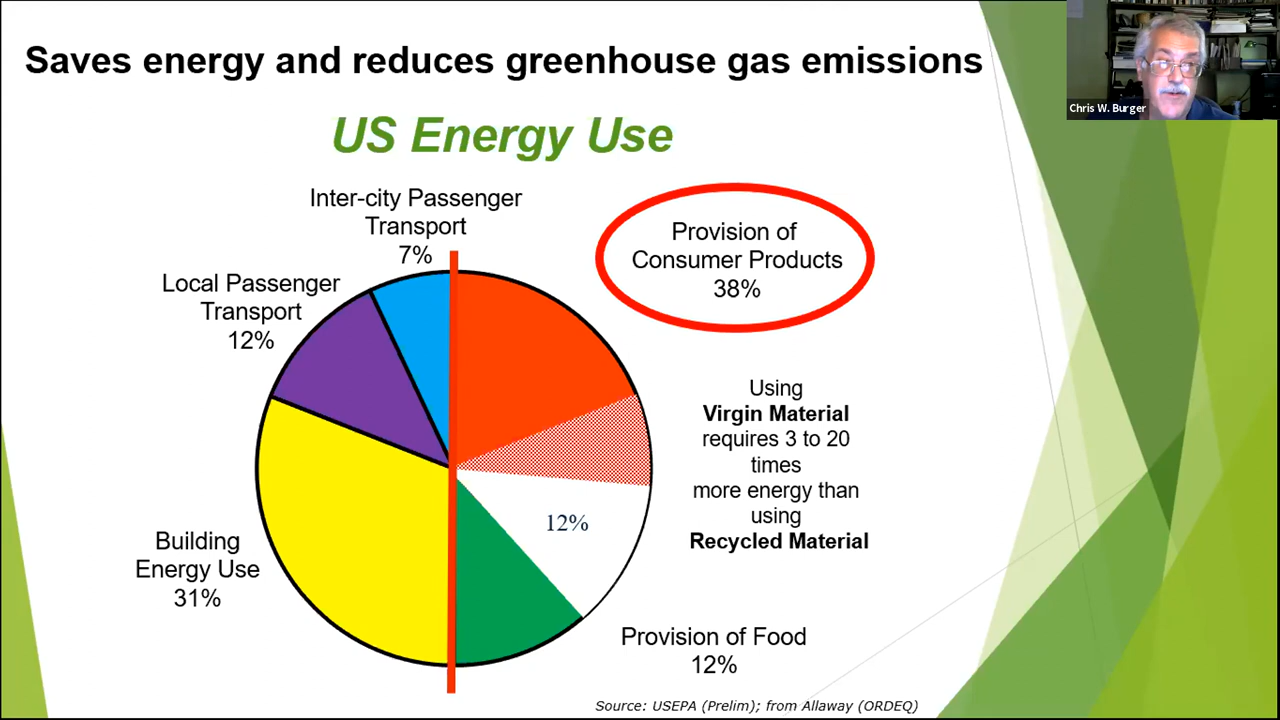 Saves energy and reduces greenhouse gas emissions
Chris W. Burger
US Energy Use
Inter-city Passenger
Transport
7%
Provision of
Consumer Products
38%
Local Passenger
Transport
12%
Using
Virgin Material
requires 3 to 20
times
more energy than
using
Recycled Material
12%
Building
Energy Use
31%
Provision of Food
12%
Source: USEPA (Prelim); from Allaway (ORDEQ)